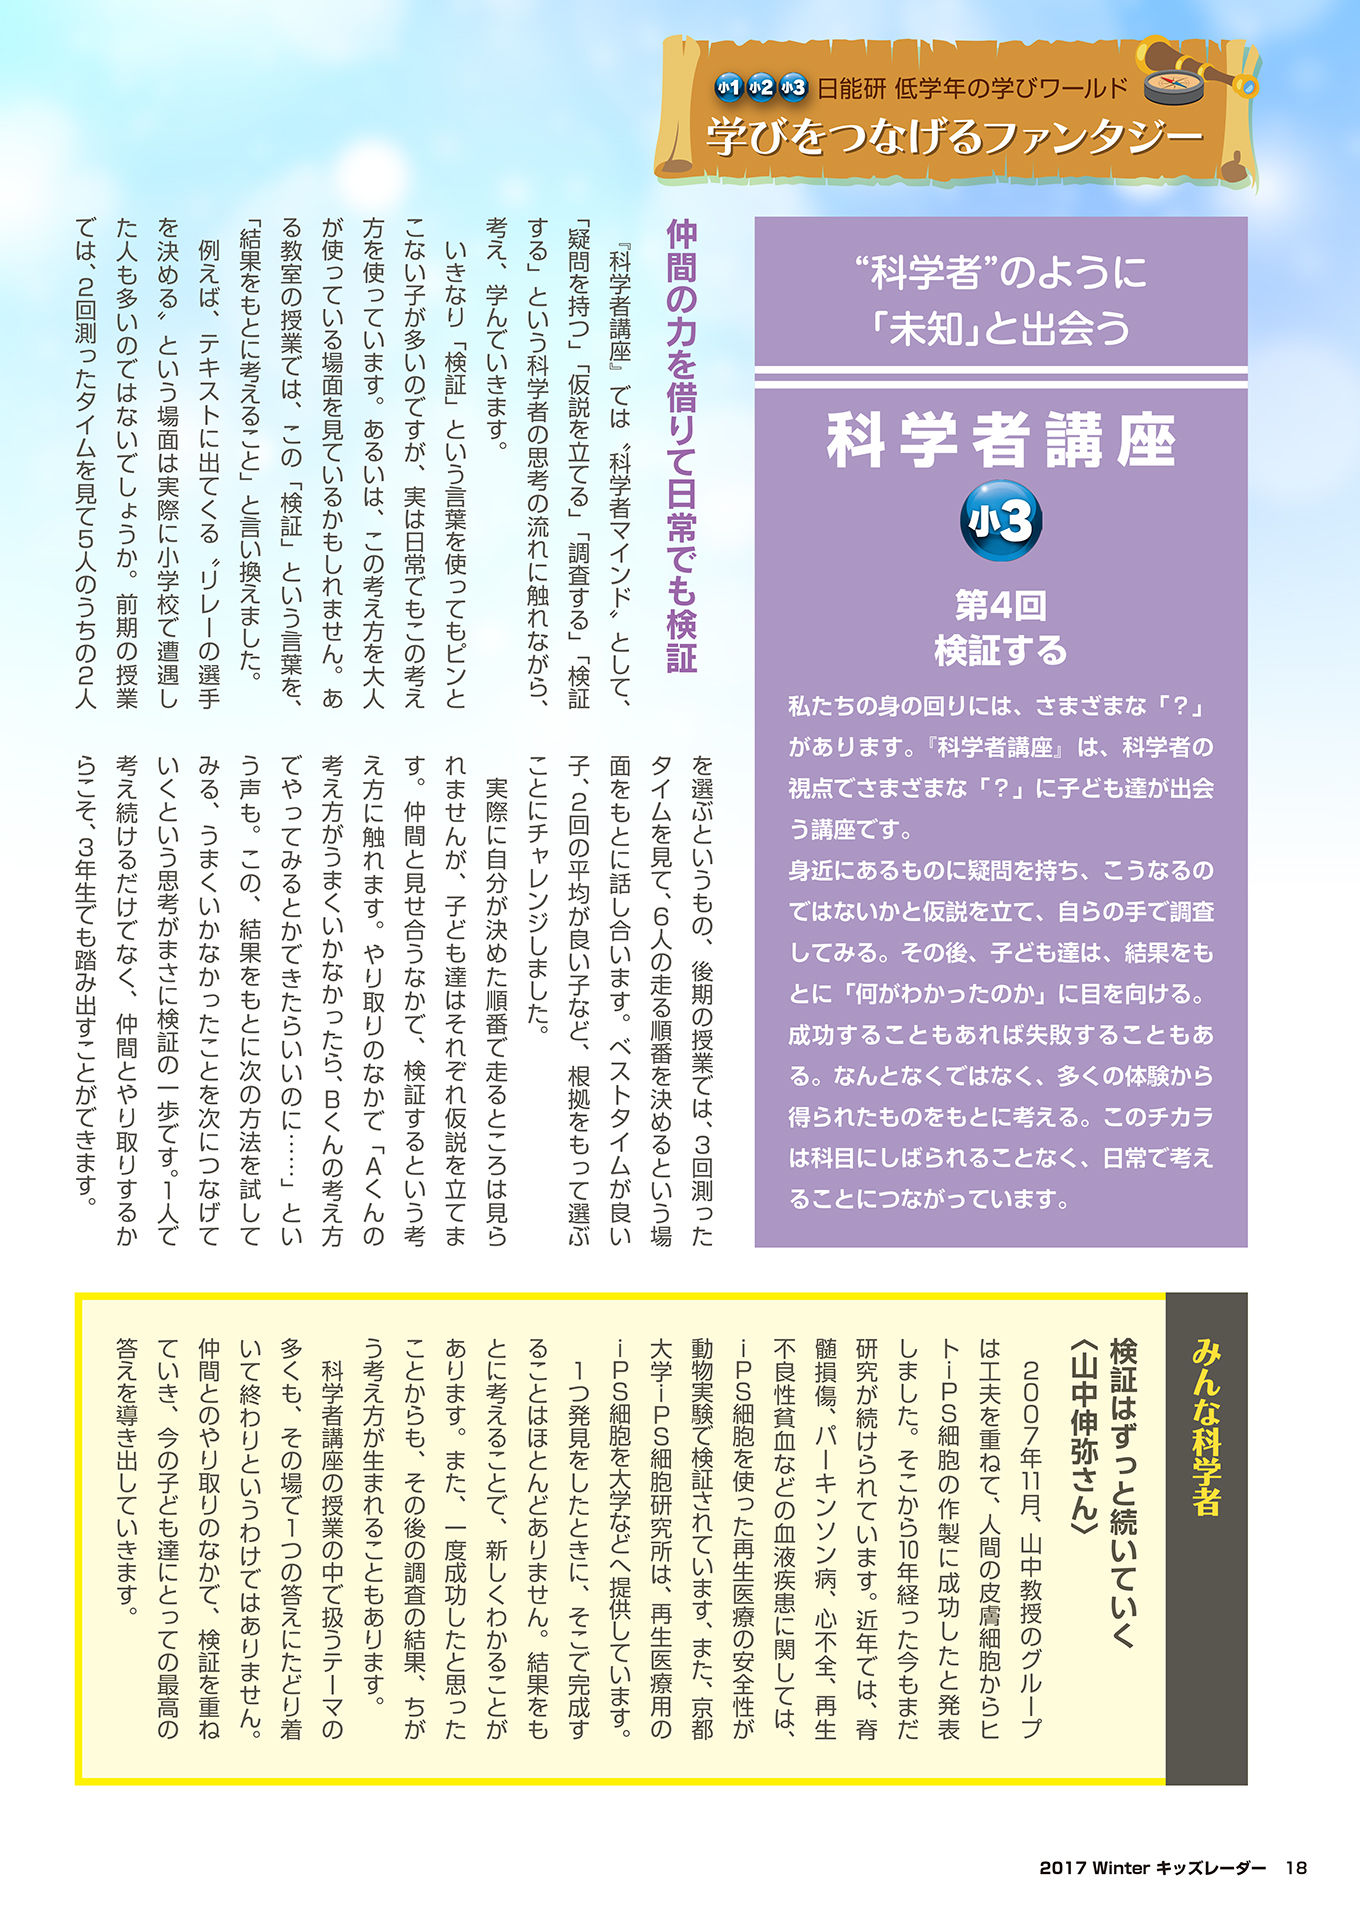 小1 小2 小3 日能研 低学年の学びワールド
学びをつなげるファンタジー
“科学者”のように
「未知」と出会う
科学者講座
小3
第4回
検証する
私たちの身の回りには、さまざまな「？」
があります。『科学者講座』は、科学者の
視点でさまざまな「？」に子ども達が出会
う講座です。
身近にあるものに疑問を持ち、こうなるの
ではないかと仮説を立て、自らの手で調査
してみる。その後、子ども達は、結果をも
とに「何がわかったのか」に目を向ける。
成功することもあれば失敗することもあ
る。なんとなくではなく、多くの体験から
得られたものをもとに考える。このチカラ
は科目にしばられることなく、日常で考え
ることにつながっています。
仲間の力を借りて日常でも検証
『科学者講座』では〝科学者マインド〟として、
「疑問を持つ」「仮説を立てる」「調査する」「検証
する」という科学者の思考の流れに触れながら、
考え、学んでいきます。
いきなり「検証」という言葉を使ってもピンと
こない子が多いのですが、実は日常でもこの考え
方を使っています。あるいは、この考え方を大人
が使っている場面を見ているかもしれません。あ
る教室の授業では、この「検証」という言葉を、
「結果をもとに考えること」と言い換えました。
例えば、テキストに出てくる〝リレーの選手
を決める〟という場面は実際に小学校で遭遇し
た人も多いのではないでしょうか。前期の授業
では、2回測ったタイムを見て5人のうちの2人
を選ぶというもの、後期の授業では、3回測った
タイムを見て、6人の走る順番を決めるという場
面をもとに話し合います。ベストタイムが良い
子、2回の平均が良い子など、根拠をもって選ぶ
ことにチャレンジしました。
実際に自分が決めた順番で走るところは見ら
れませんが、子ども達はそれぞれ仮説を立てま
す。仲間と見せ合うなかで、検証するという考
え方に触れます。やり取りのなかで「Aくんの
考え方がうまくいかなかったら、Bくんの考え方
でやってみるとかできたらいいのに……」とい
う声も。この、結果をもとに次の方法を試して
みる、うまくいかなかったことを次につなげて
いくという思考がまさに検証の一歩です。1人で
考え続けるだけでなく、仲間とやり取りするか
らこそ、3年生でも踏み出すことができます。
みんな科学者
検証はずっと続いていく
〈山中伸弥さん〉
2007年11月、山中教授のグループ
は工夫を重ねて、人間の皮膚細胞からヒ
トiPS細胞の作製に成功したと発表
しました。そこから10年経った今もまだ
研究が続けられています。近年では、脊
髄損傷、パーキンソン病、心不全、再生
不良性貧血などの血液疾患に関しては、
iPS細胞を使った再生医療の安全性が
動物実験で検証されています、また、京都
大学iPS細胞研究所は、再生医療用の
iPS細胞を大学などへ提供しています。
1つ発見をしたときに、そこで完成す
ることはほとんどありません。結果をも
とに考えることで、新しくわかることが
あります。また、一度成功したと思った
ことからも、その後の調査の結果、ちが
う考え方が生まれることもあります。
科学者講座の授業の中で扱うテーマの
多くも、その場で1つの答えにたどり着
いて終わりというわけではありません。
仲間とのやり取りのなかで、検証を重ね
ていき、今の子ども達にとっての最高の
答えを導き出していきます。
2017 Winter キッズレーダー 18